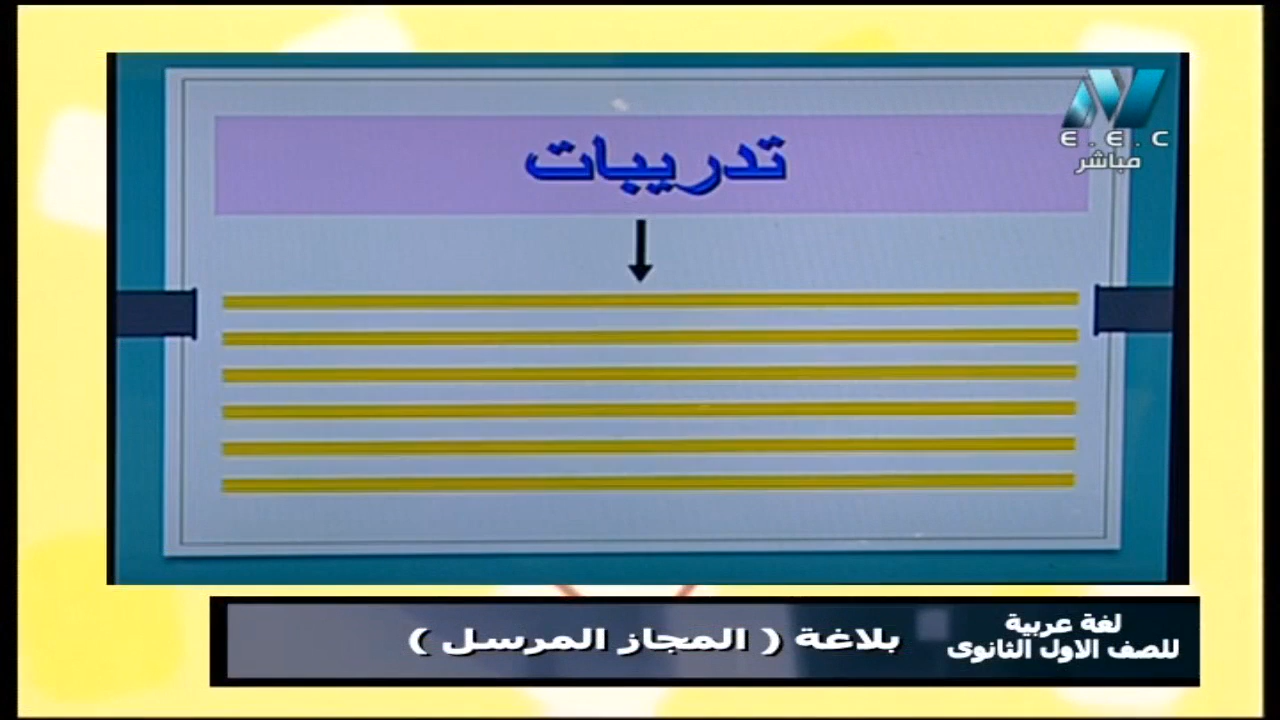 تدريبات
E.E.C
مباشر
لغة عربية
للصف الاول الثانوى
بلاغة ( المجاز المرسل )